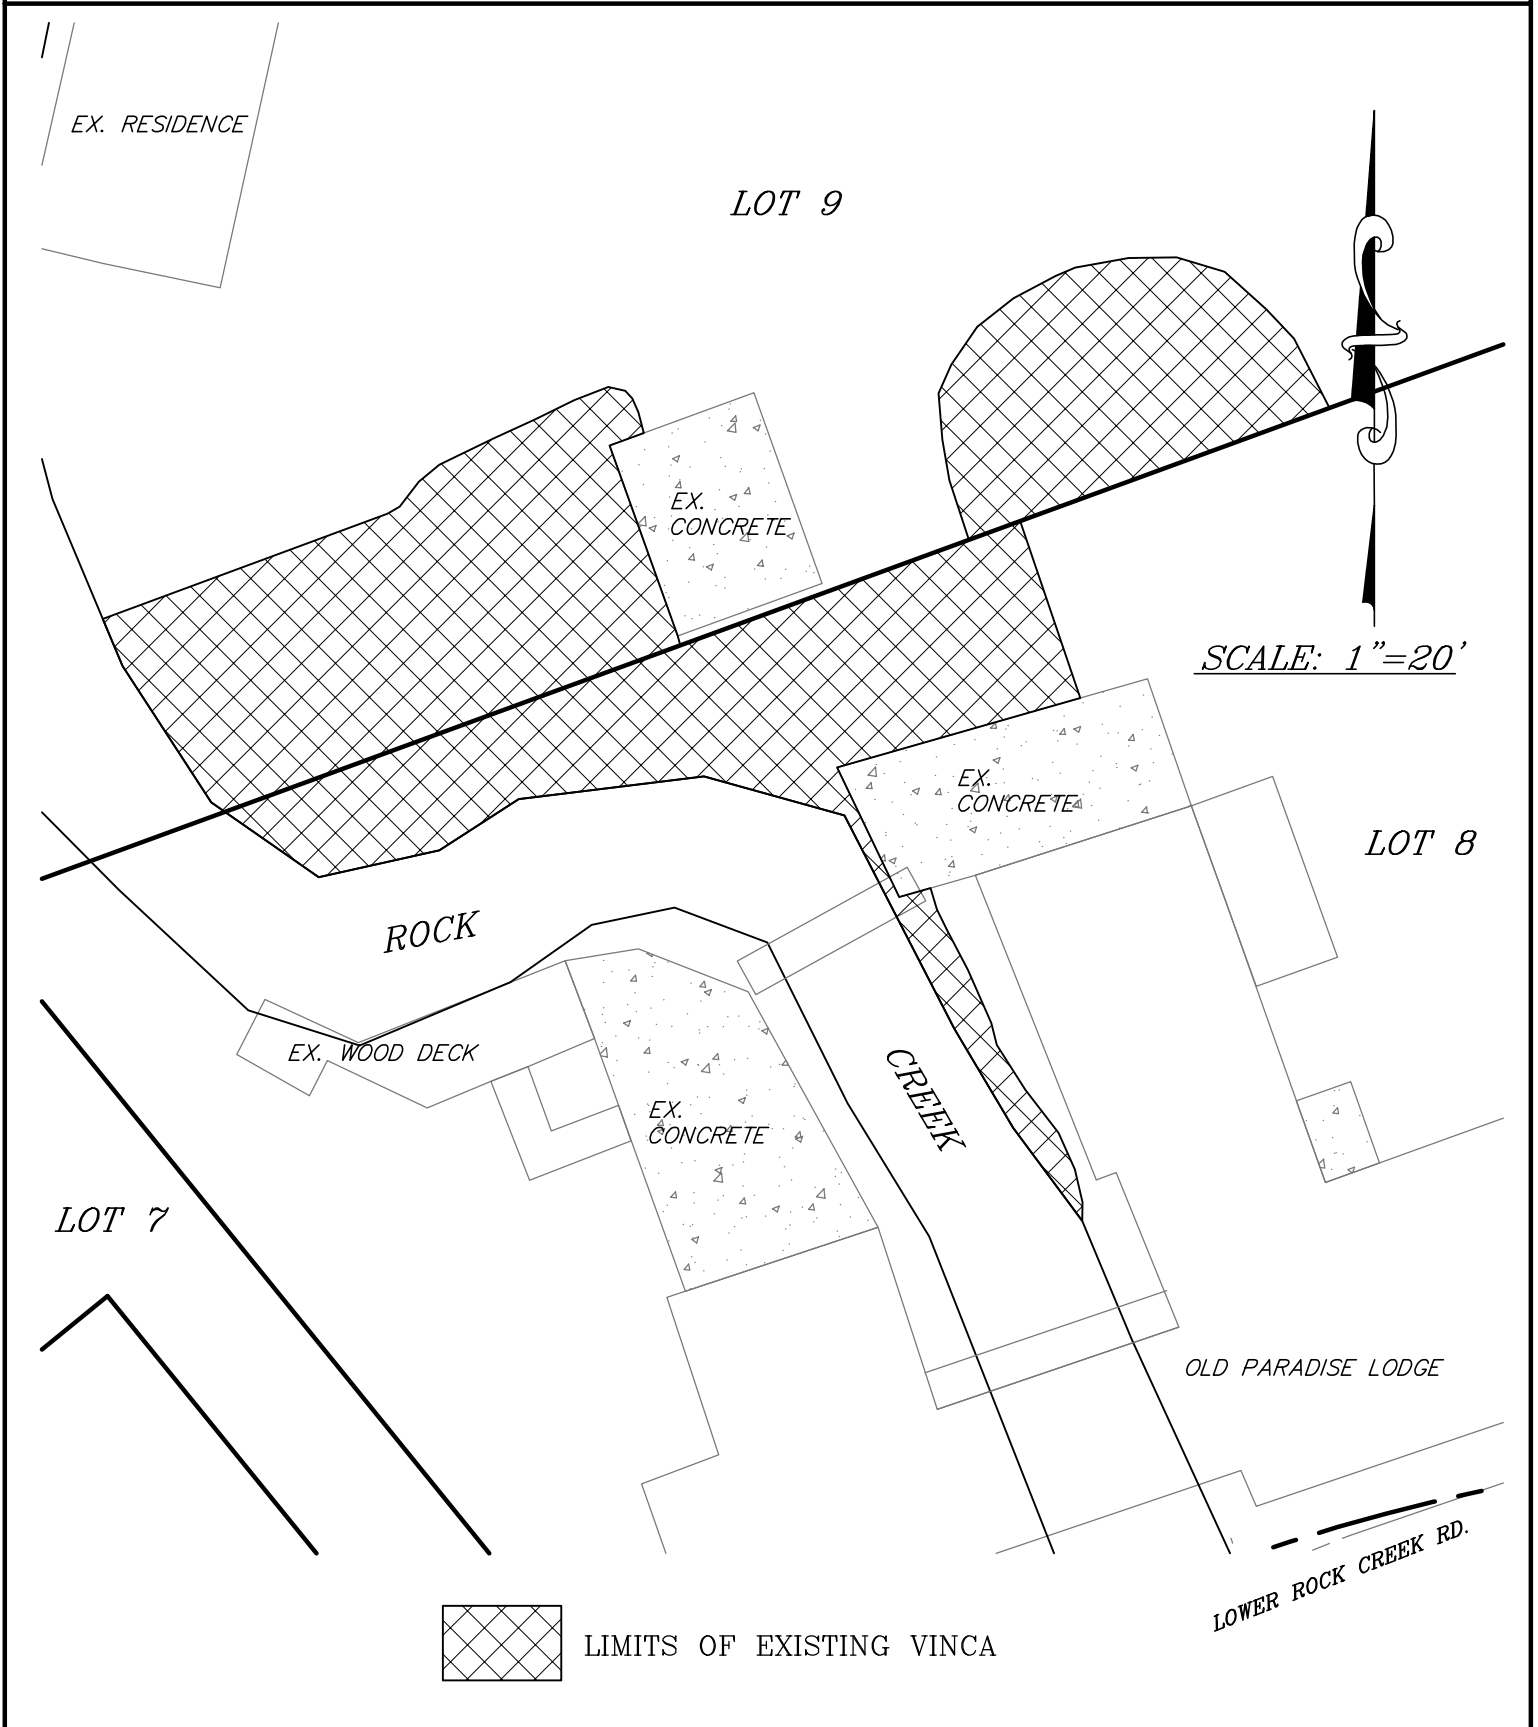 EX. RESIDENCE
LOT 9
EX.
CONCRETE
SCALE: 1"=20'
EX.
CONCRETE
LOT 8
ROCK
EX. WOOD DECK
CREEK
EX.
CONCRETE
LOT 7
OLD PARADISE LODGE
LOWER ROCK CREEK RD.
LIMITS OF EXISTING VINCA